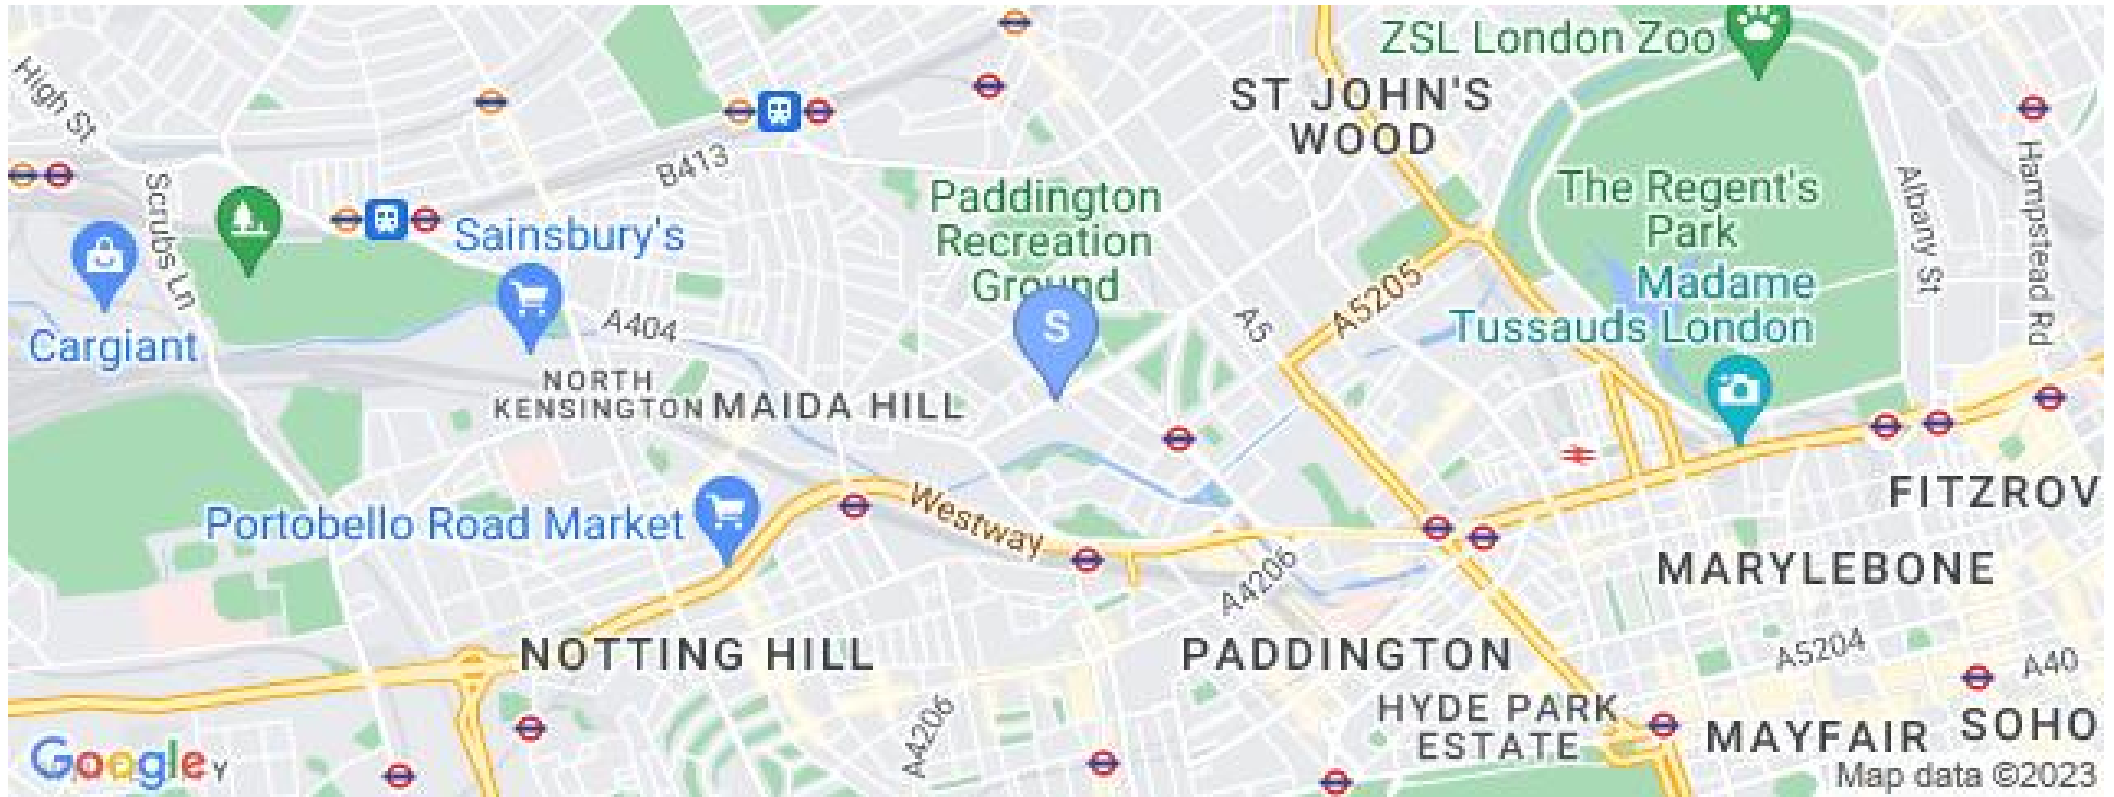 ZSL London Zoo
High St
ST JOHN'S
WOOD
B413
Hampstead Rd
Scrubs Ln
Paddington
Recreation
Ground
The Regent's
Park
Albany St
Sainsbury's
Madame
Tussauds London
A5205
A5
S
A404
Cargiant
NORTH
KENSINGTON
MAIDA HILL
FITZROV
Portobello Road Market
Westway
MARYLEBONE
A4206
NOTTING HILL
PADDINGTON
A5204
A40
HYDE PARK
ESTATE
A4206
MAYFAIR
SOHO
Google
Y
Map data ©2023